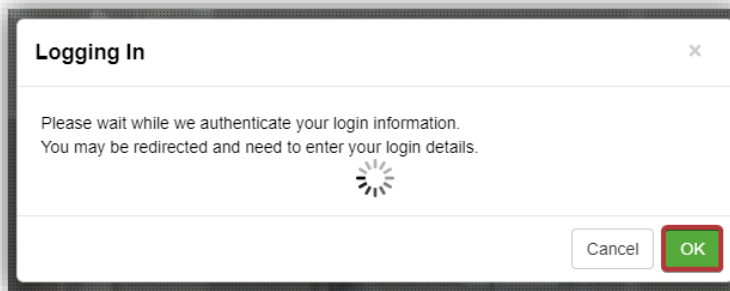 Logging In
×
Please wait while we authenticate your login information.
You may be redirected and need to enter your login details.
Cancel
OK